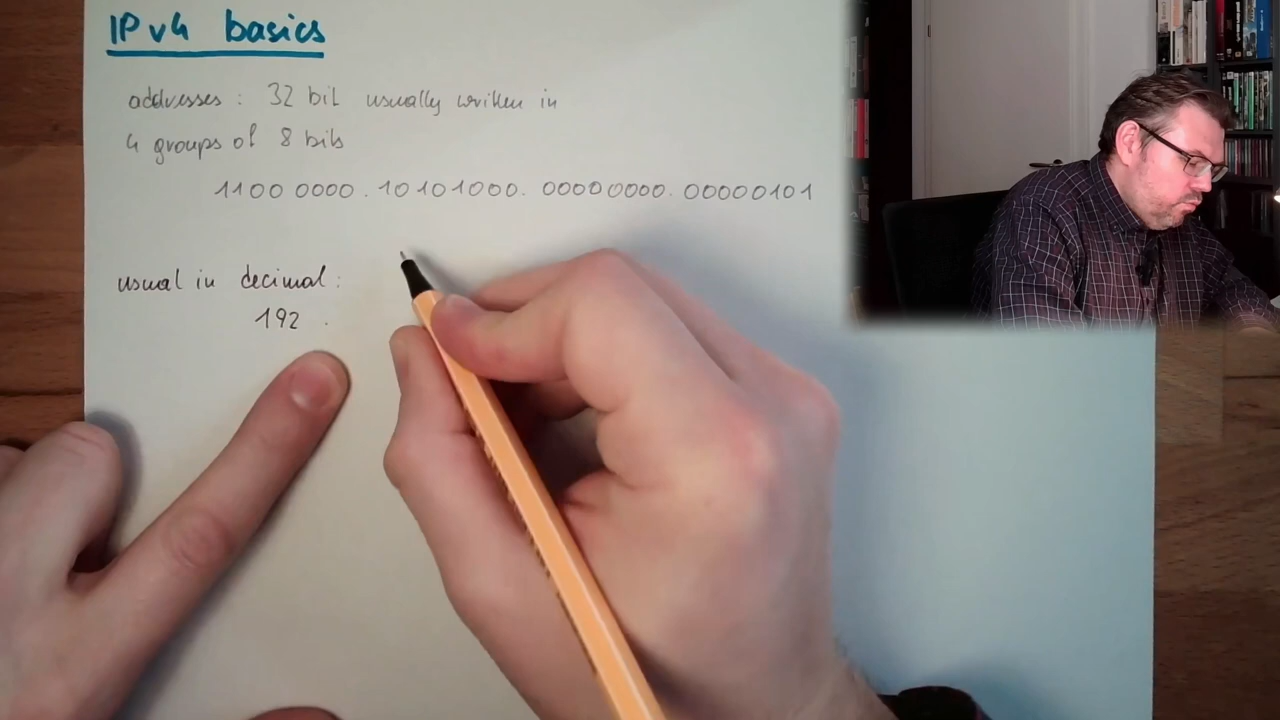 IPv4 basics
addresses: 32 bit usually written in
4 groups of 8 bits
1100 0000.10101000.00000000.00000101
usual in decimal:
192 .